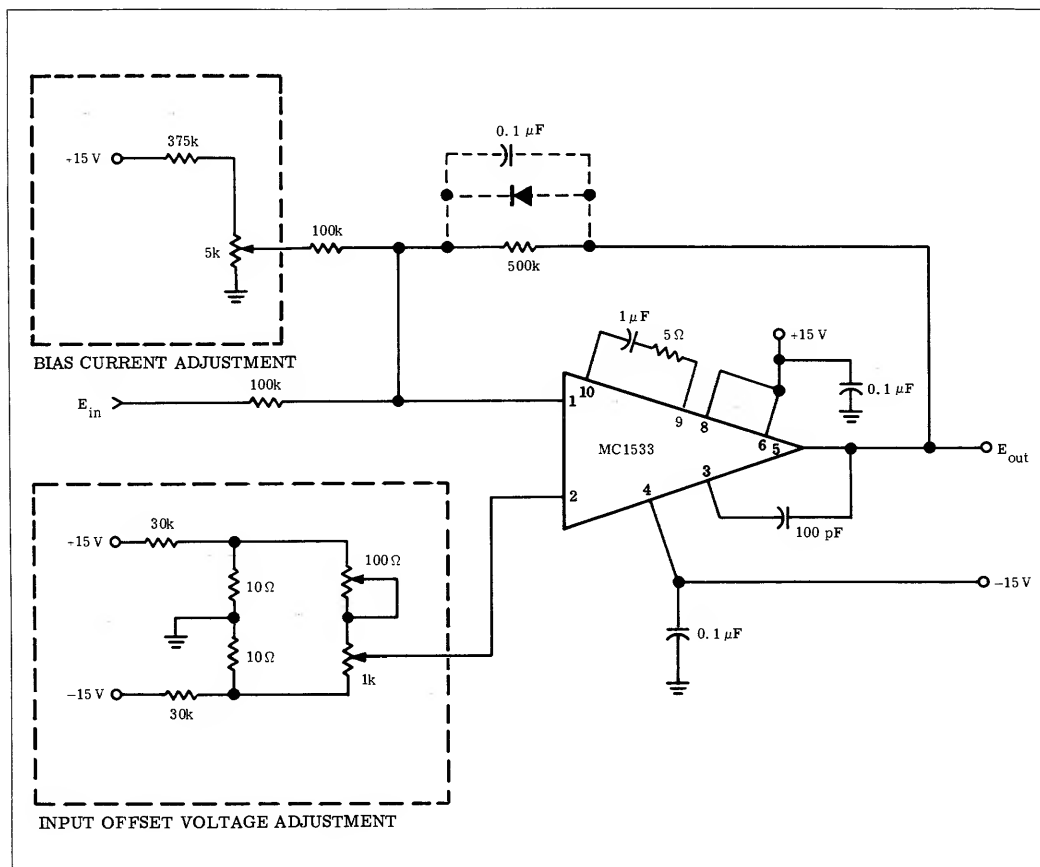 +15 V
375k
5k
BIAS CURRENT ADJUSTMENT
100k
0.1 μF
500k
E_in
100k
1 μF
5 Ω
+15 V
0.1 μF
10
9
8
6
5
1
2
3
4
MC1533
E_out
100 pF
−15 V
0.1 μF
30k
+15 V
10 Ω
100 Ω
10 Ω
1k
−15 V
30k
INPUT OFFSET VOLTAGE ADJUSTMENT